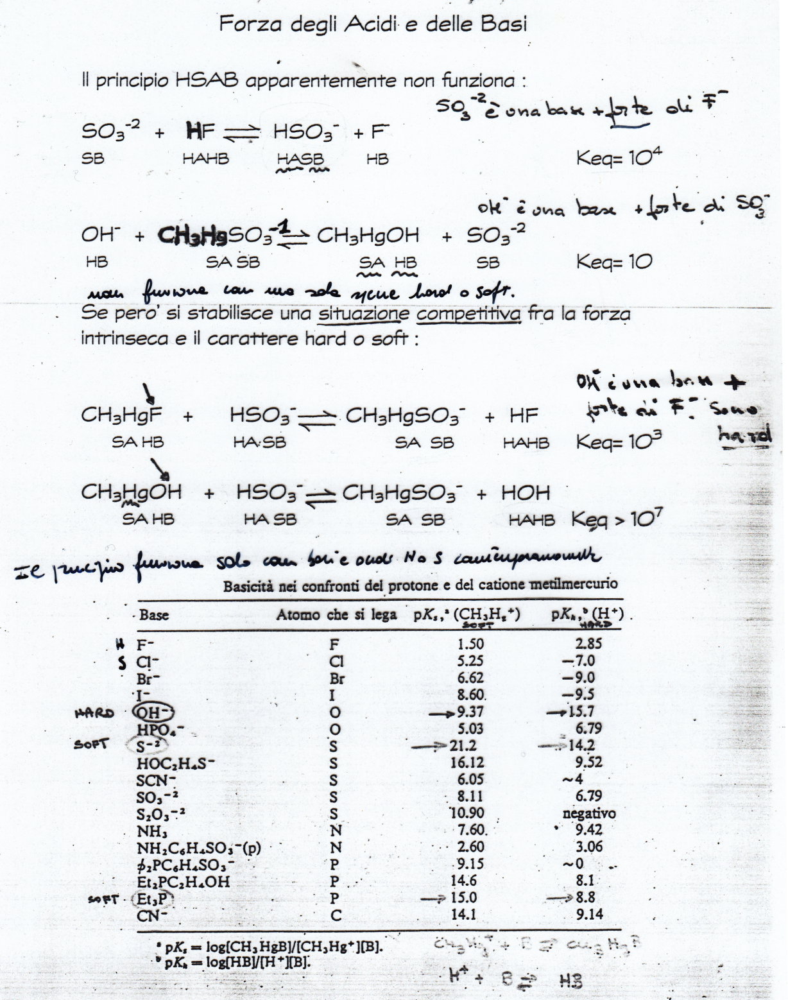 Forza degli Acidi e delle Basi
Il principio HSAB apparentemente non funziona :
SO₃⁻² è una base + forte di F⁻
SO₃⁻² + HF ⇌ HSO₃⁻ + F⁻
SB HAHB HASB HB Keq= 10⁴
OH⁻ è una base + forte di SO₃⁻
OH⁻ + CH₃HgSO₃⁻¹ ⇌ CH₃HgOH + SO₃⁻²
HB SA SB SA HB SB Keq= 10
non funziona con una sola specie hard o soft.
Se pero' si stabilisce una situazione competitiva fra la forza
intrinseca e il carattere hard o soft :
OH⁻ è una base +
forte di F⁻. Sono
hard
CH₃HgF + HSO₃⁻ ⇌ CH₃HgSO₃⁻ + HF
SA HB HA SB SA SB HAHB Keq= 10³
CH₃HgOH + HSO₃⁻ ⇌ CH₃HgSO₃⁻ + HOH
SA HB HA SB SA SB HAHB Keq > 10⁷
Il principio funziona solo con basi e acidi H o S contemporaneamente
Basicità nei confronti del protone e del catione metilmercurio
Base Atomo che si lega pKₛ,ᵃ (CH₃Hg⁺) pKₕ,ᵇ (H⁺)
SOFT HARD
H F⁻ F 1.50 2.85
S Cl⁻ Cl 5.25 −7.0
Br⁻ Br 6.62 −9.0
I⁻ I 8.60 −9.5
HARD OH⁻ O → 9.37 → 15.7
HPO₄⁻ O 5.03 6.79
SOFT S⁻² S → 21.2 → 14.2
HOC₂H₄S⁻ S 16.12 9.52
SCN⁻ S 6.05 ~4
SO₃⁻² S 8.11 6.79
S₂O₃⁻² S 10.90 negativo
NH₃ N 7.60 9.42
NH₂C₆H₄SO₃⁻(p) N 2.60 3.06
ϕ₂PC₆H₄SO₃⁻ P 9.15 ~0
Et₂PC₂H₄OH P 14.6 8.1
SOFT Et₃P P → 15.0 → 8.8
CN⁻ C 14.1 9.14
ᵃ pKₛ = log[CH₃HgB]/[CH₃Hg⁺][B].
ᵇ pKₕ = log[HB]/[H⁺][B].
CH₃Hg⁺ + B ⇌ CH₃HgB
H⁺ + B ⇌ HB